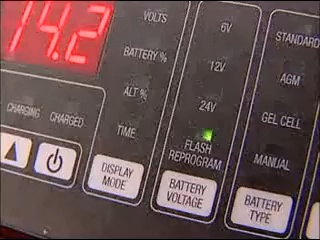 14.2
VOLTS
BATTERY %
ALT %
TIME
CHARGING
CHARGED
DISPLAY
MODE
6V
12V
24V
FLASH
REPROGRAM
BATTERY
VOLTAGE
STANDARD
AGM
GEL CELL
MANUAL
BATTERY
TYPE